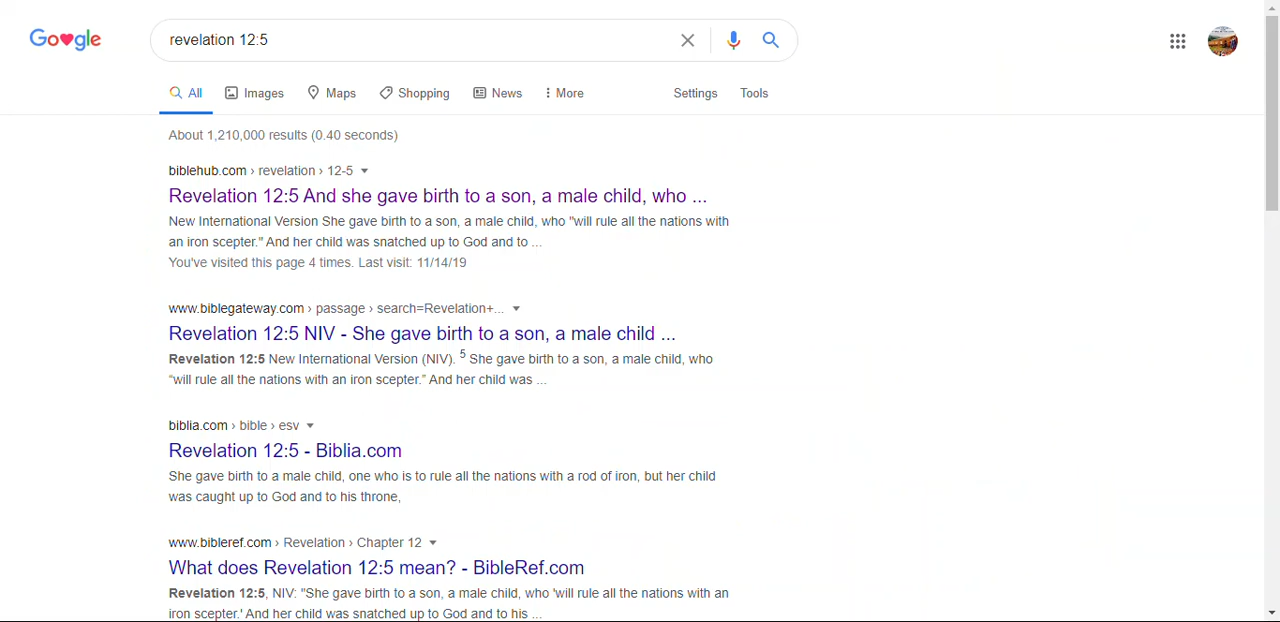 Google
revelation 12:5
All Images Maps Shopping News More Settings Tools
About 1,210,000 results (0.40 seconds)
biblehub.com › revelation › 12-5
Revelation 12:5 And she gave birth to a son, a male child, who ...
New International Version She gave birth to a son, a male child, who "will rule all the nations with
an iron scepter." And her child was snatched up to God and to ...
You've visited this page 4 times. Last visit: 11/14/19
www.biblegateway.com › passage › search=Revelation+...
Revelation 12:5 NIV - She gave birth to a son, a male child ...
Revelation 12:5 New International Version (NIV). 5 She gave birth to a son, a male child, who
“will rule all the nations with an iron scepter.” And her child was ...
biblia.com › bible › esv
Revelation 12:5 - Biblia.com
She gave birth to a male child, one who is to rule all the nations with a rod of iron, but her child
was caught up to God and to his throne,
www.bibleref.com › Revelation › Chapter 12
What does Revelation 12:5 mean? - BibleRef.com
Revelation 12:5, NIV: "She gave birth to a son, a male child, who 'will rule all the nations with an
iron scepter.' And her child was snatched up to God and to his ...